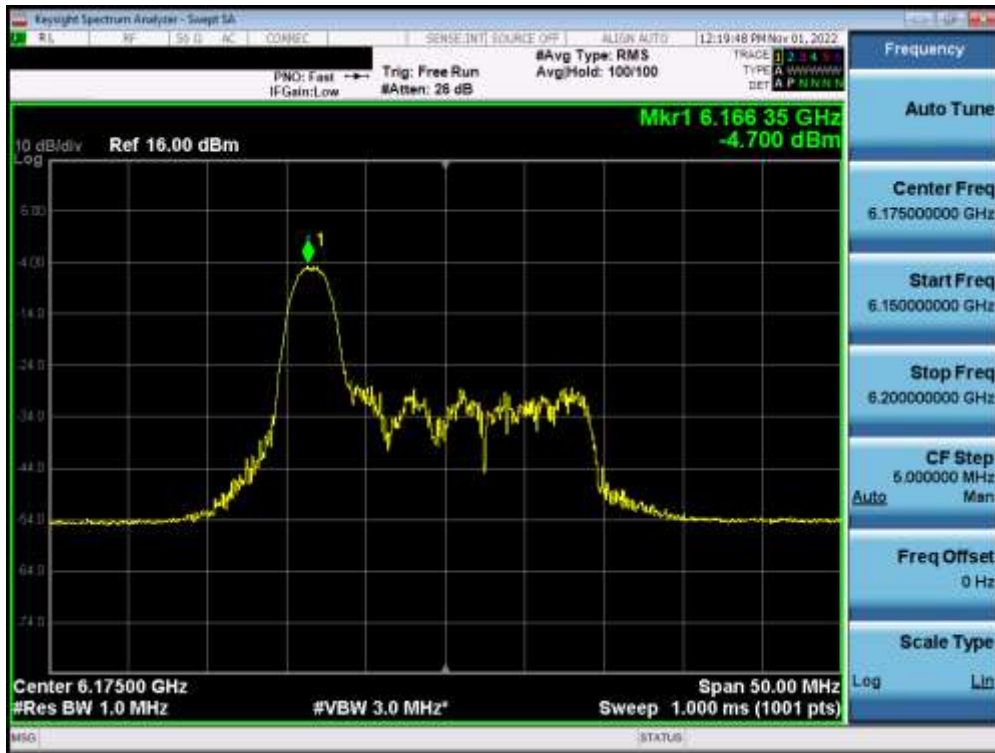 Keysight Spectrum Analyzer - Swept SA
RL RF 50 Ω AC CORREC SENSE:INT SOURCE OFF ALIGN AUTO 12:19:48 PM Nov 01, 2022
PNO: Fast Trig: Free Run #Avg Type: RMS TRACE 1 2 3 4 5 6
IFGain:Low #Atten: 26 dB Avg|Hold: 100/100 TYPE A WWWWW
DET A P N N N N
Mkr1 6.166 35 GHz
-4.700 dBm
10 dB/div Ref 16.00 dBm
Log
6.00
1
-4.00
-14.0
-24.0
-34.0
-44.0
-54.0
-64.0
-74.0
Center 6.17500 GHz Span 50.00 MHz
#Res BW 1.0 MHz #VBW 3.0 MHz* Sweep 1.000 ms (1001 pts)
MSG STATUS
Frequency
Auto Tune
Center Freq
6.175000000 GHz
Start Freq
6.150000000 GHz
Stop Freq
6.200000000 GHz
CF Step
5.000000 MHz
Auto Man
Freq Offset
0 Hz
Scale Type
Log Lin